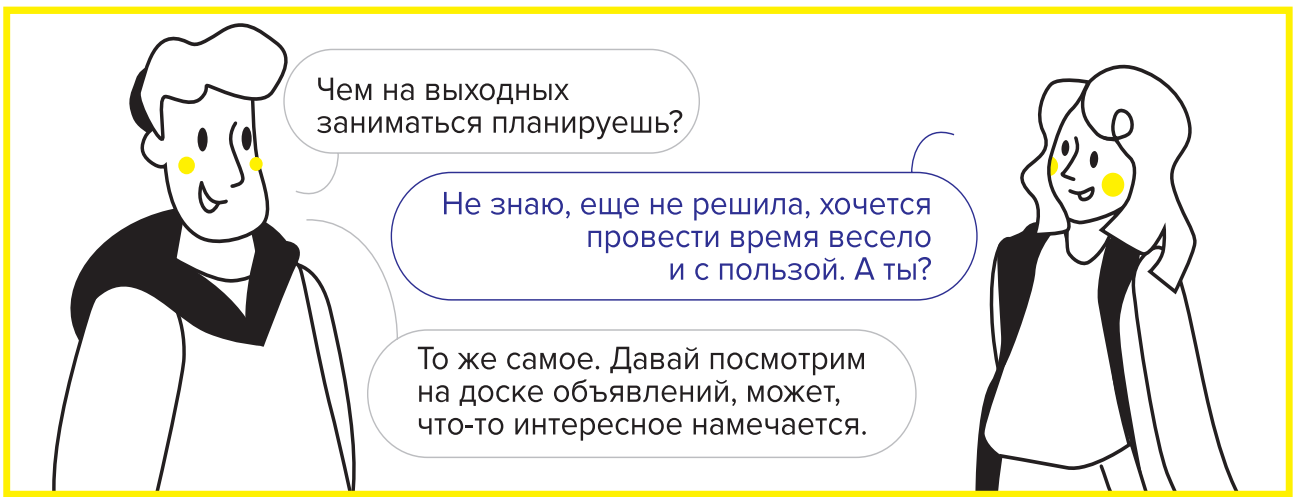 Чем на выходных
заниматься планируешь?
Не знаю, еще не решила, хочется
провести время весело
и с пользой. А ты?
То же самое. Давай посмотрим
на доске объявлений, может,
что-то интересное намечается.